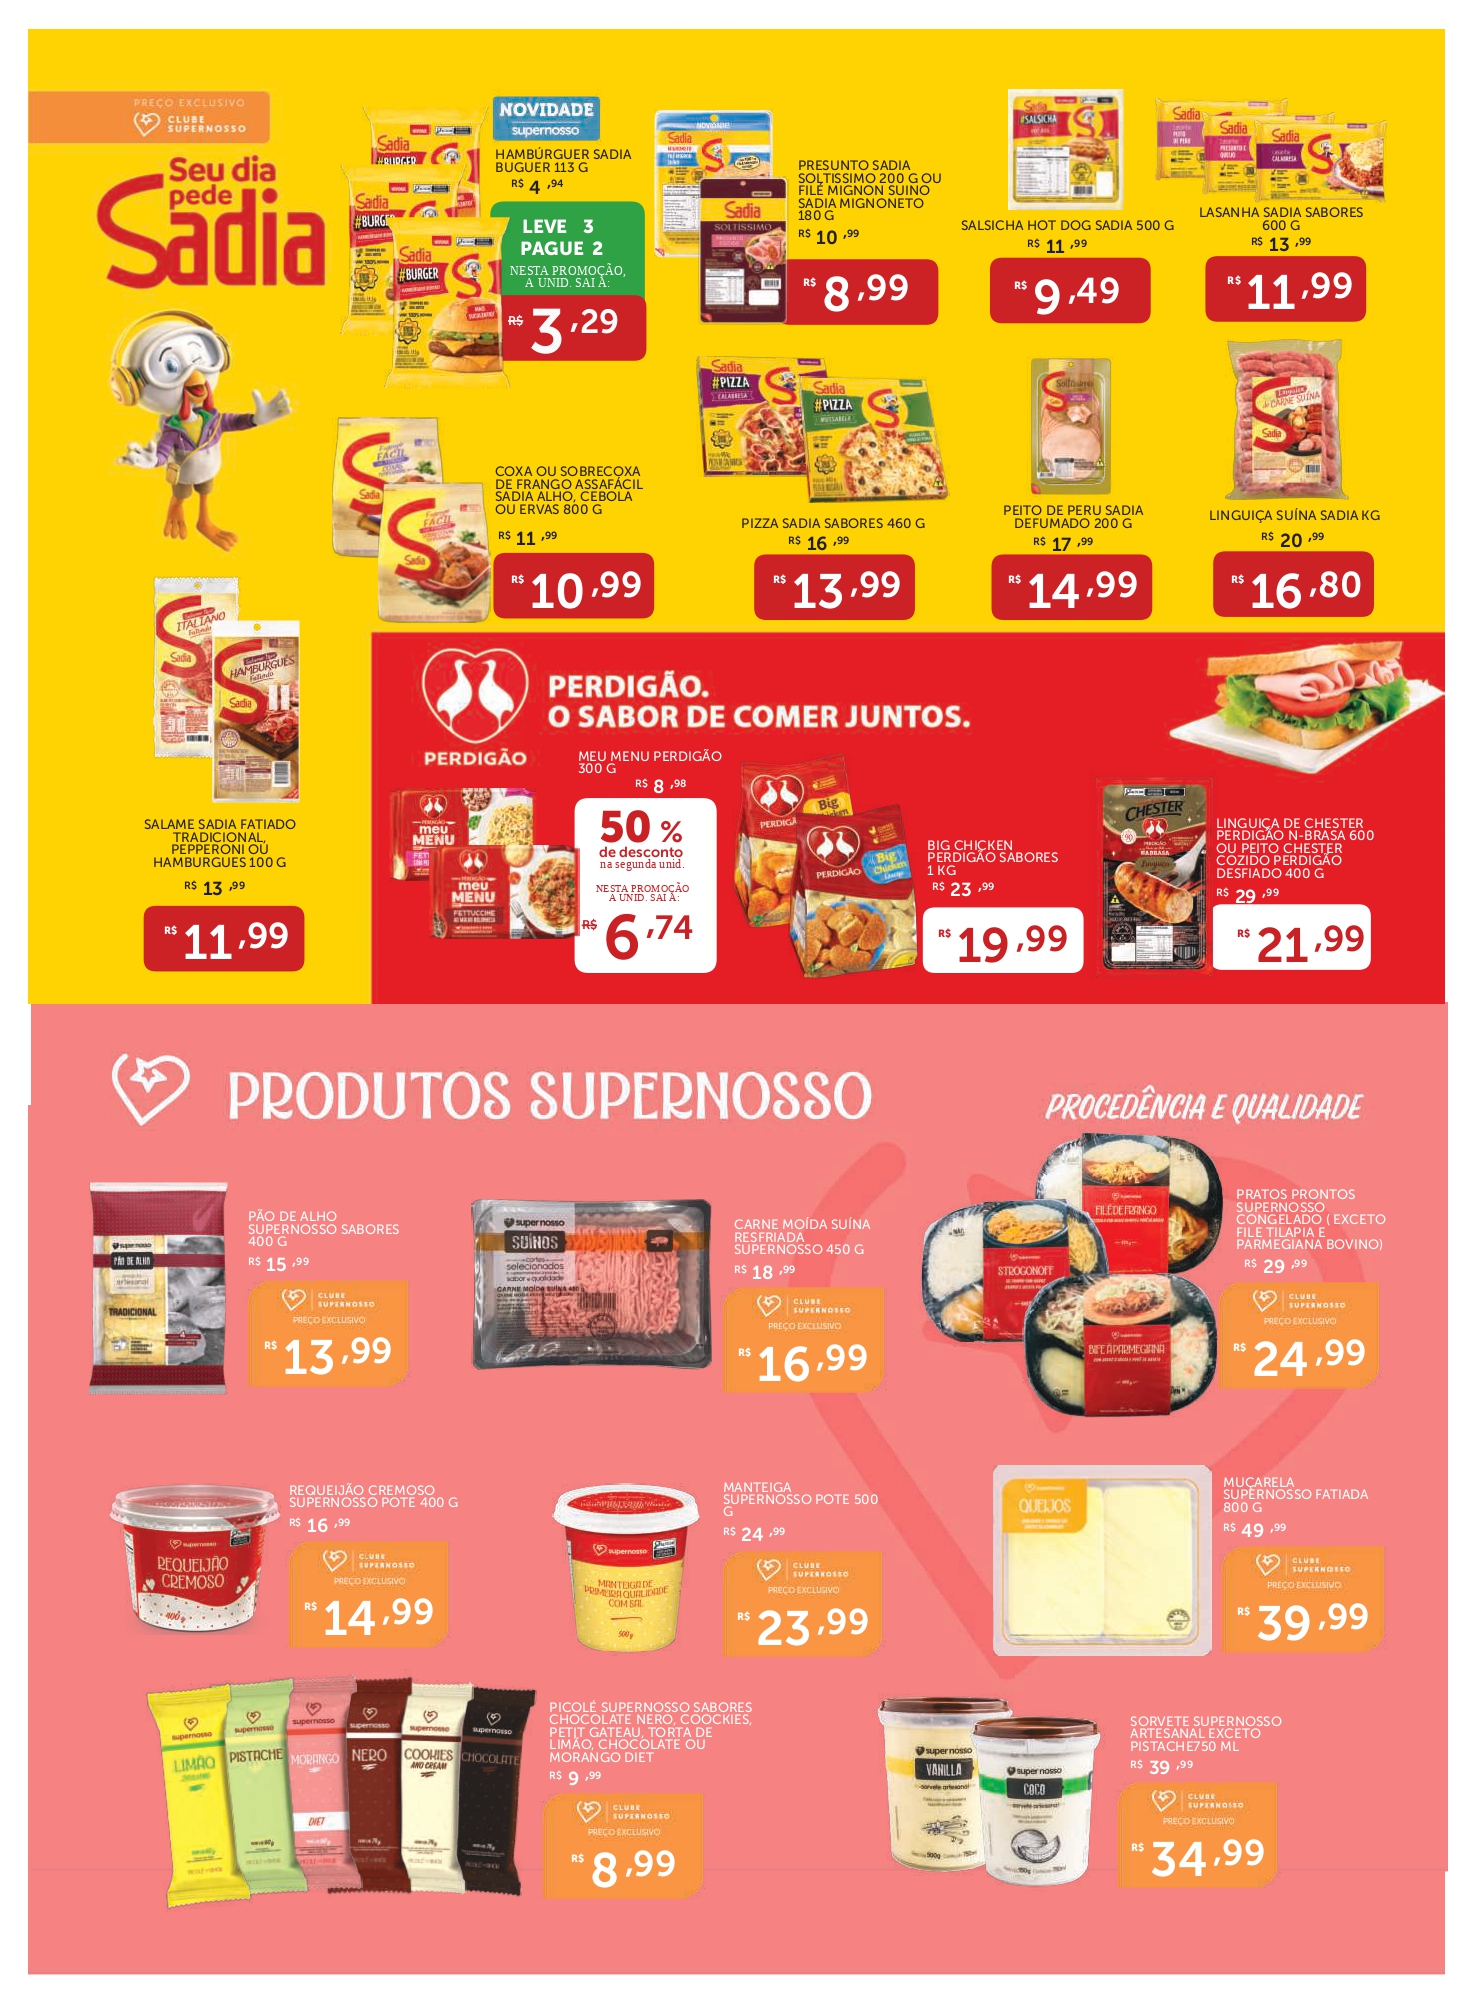 PREÇO EXCLUSIVO
CLUBE
SUPERNOSSO
Seu dia
pede
Sadia
NOVIDADE
supernosso
HAMBÚRGUER SADIA
BUGUER 113 G
R$ 4 ,94
LEVE 3
PAGUE 2
NESTA PROMOÇÃO,
A UNID. SAI À:
R$ 3 ,29
PRESUNTO SADIA
SOLTISSIMO 200 G OU
FILÉ MIGNON SUINO
SADIA MIGNONETO
180 G
R$ 10 ,99
R$ 8 ,99
SALSICHA HOT DOG SADIA 500 G
R$ 11 ,99
R$ 9 ,49
LASANHA SADIA SABORES
600 G
R$ 13 ,99
R$ 11 ,99
COXA OU SOBRECOXA
DE FRANGO ASSAFÁCIL
SADIA ALHO, CEBOLA
OU ERVAS 800 G
R$ 11 ,99
R$ 10 ,99
PIZZA SADIA SABORES 460 G
R$ 16 ,99
R$ 13 ,99
PEITO DE PERU SADIA
DEFUMADO 200 G
R$ 17 ,99
R$ 14 ,99
LINGUIÇA SUÍNA SADIA KG
R$ 20 ,99
R$ 16 ,80
SALAME SADIA FATIADO
TRADICIONAL,
PEPPERONI OU
HAMBURGUES 100 G
R$ 13 ,99
R$ 11 ,99
PERDIGÃO
PERDIGÃO.
O SABOR DE COMER JUNTOS.
MEU MENU PERDIGÃO
300 G
R$ 8 ,98
50 %
de desconto
na segunda unid.
NESTA PROMOÇÃO
A UNID. SAI À:
R$ 6 ,74
BIG CHICKEN
PERDIGÃO SABORES
1 KG
R$ 23 ,99
R$ 19 ,99
LINGUIÇA DE CHESTER
PERDIGÃO N-BRASA 600
OU PEITO CHESTER
COZIDO PERDIGÃO
DESFIADO 400 G
R$ 29 ,99
R$ 21 ,99
PRODUTOS SUPERNOSSO
PROCEDÊNCIA E QUALIDADE
PÃO DE ALHO
SUPERNOSSO SABORES
400 G
R$ 15 ,99
CLUBE
SUPERNOSSO
PREÇO EXCLUSIVO
R$ 13 ,99
CARNE MOÍDA SUÍNA
RESFRIADA
SUPERNOSSO 450 G
R$ 18 ,99
CLUBE
SUPERNOSSO
PREÇO EXCLUSIVO
R$ 16 ,99
PRATOS PRONTOS
SUPERNOSSO
CONGELADO ( EXCETO
FILE TILAPIA E
PARMEGIANA BOVINO)
R$ 29 ,99
CLUBE
SUPERNOSSO
PREÇO EXCLUSIVO
R$ 24 ,99
REQUEIJÃO CREMOSO
SUPERNOSSO POTE 400 G
R$ 16 ,99
CLUBE
SUPERNOSSO
PREÇO EXCLUSIVO
R$ 14 ,99
MANTEIGA
SUPERNOSSO POTE 500
G
R$ 24 ,99
CLUBE
SUPERNOSSO
PREÇO EXCLUSIVO
R$ 23 ,99
MUÇARELA
SUPERNOSSO FATIADA
800 G
R$ 49 ,99
CLUBE
SUPERNOSSO
PREÇO EXCLUSIVO
R$ 39 ,99
LIMÃO
PISTACHE
MORANGO
DIET
NERO
COOKIES
AND CREAM
CHOCOLATE
PICOLÉ SUPERNOSSO SABORES
CHOCOLATE NERO, COOCKIES,
PETIT GATEAU, TORTA DE
LIMÃO, CHOCOLATE OU
MORANGO DIET
R$ 9 ,99
CLUBE
SUPERNOSSO
PREÇO EXCLUSIVO
R$ 8 ,99
VANILLA
COCO
SORVETE SUPERNOSSO
ARTESANAL EXCETO
PISTACHE750 ML
R$ 39 ,99
CLUBE
SUPERNOSSO
PREÇO EXCLUSIVO
R$ 34 ,99